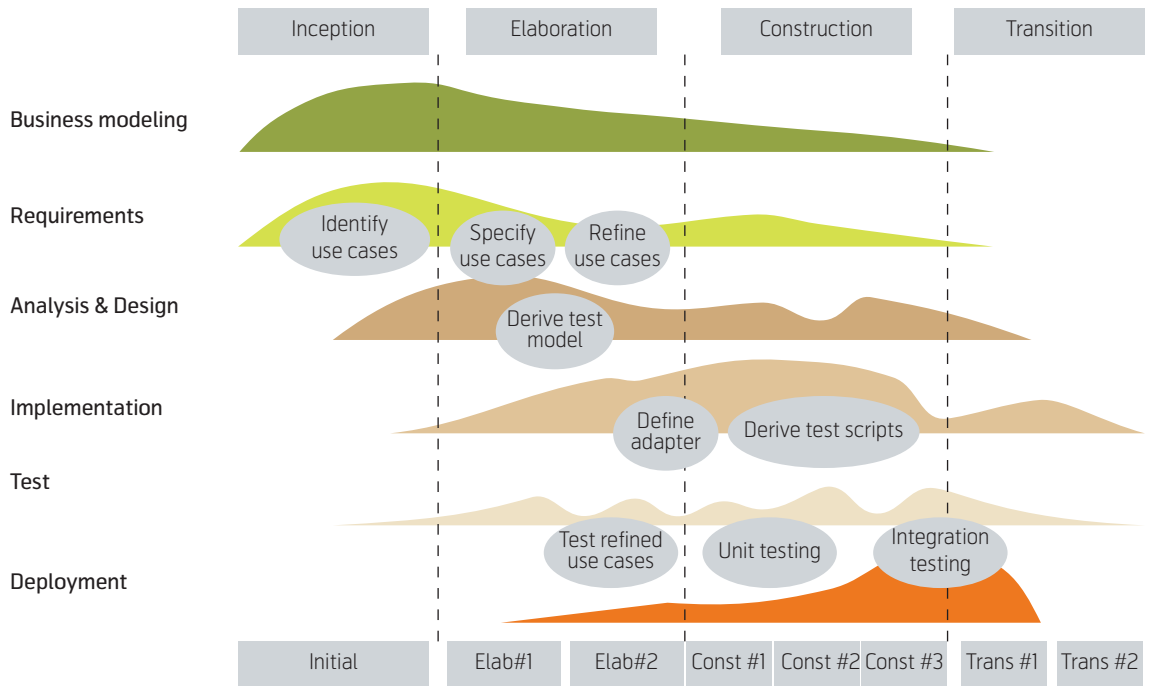 Inception
Elaboration
Construction
Transition
Business modeling
Requirements
Identify
use cases
Specify
use cases
Refine
use cases
Analysis & Design
Derive test
model
Implementation
Define
adapter
Derive test scripts
Test
Test refined
use cases
Unit testing
Integration
testing
Deployment
Initial
Elab#1
Elab#2
Const #1
Const #2
Const #3
Trans #1
Trans #2